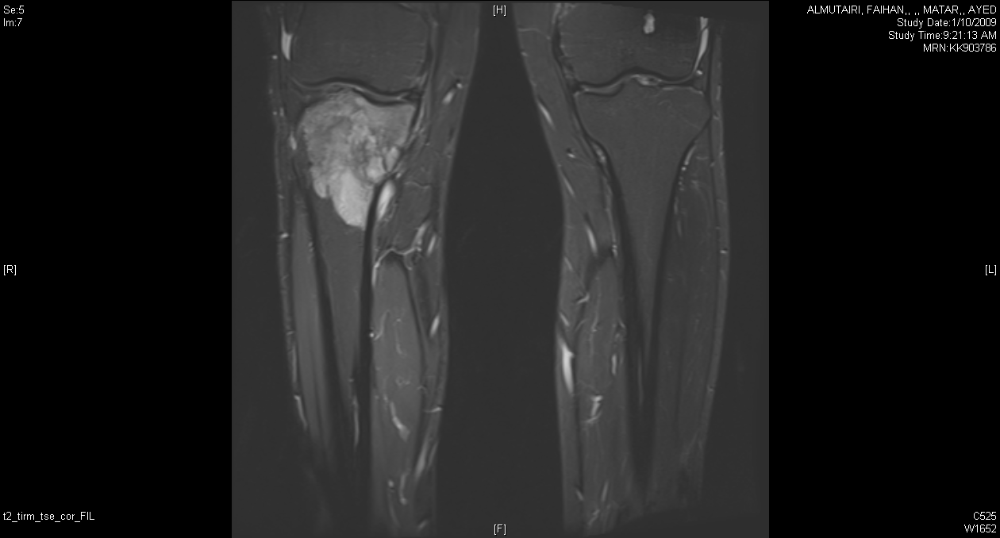 Se:5
Im:7
[H]
ALMUTAIRI, FAIHAN,, ,, MATAR,, AYED
Study Date:1/10/2009
Study Time:9:21:13 AM
MRN:KK903786
[R]
[L]
t2_tirm_tse_cor_FIL
[F]
C525
W1652